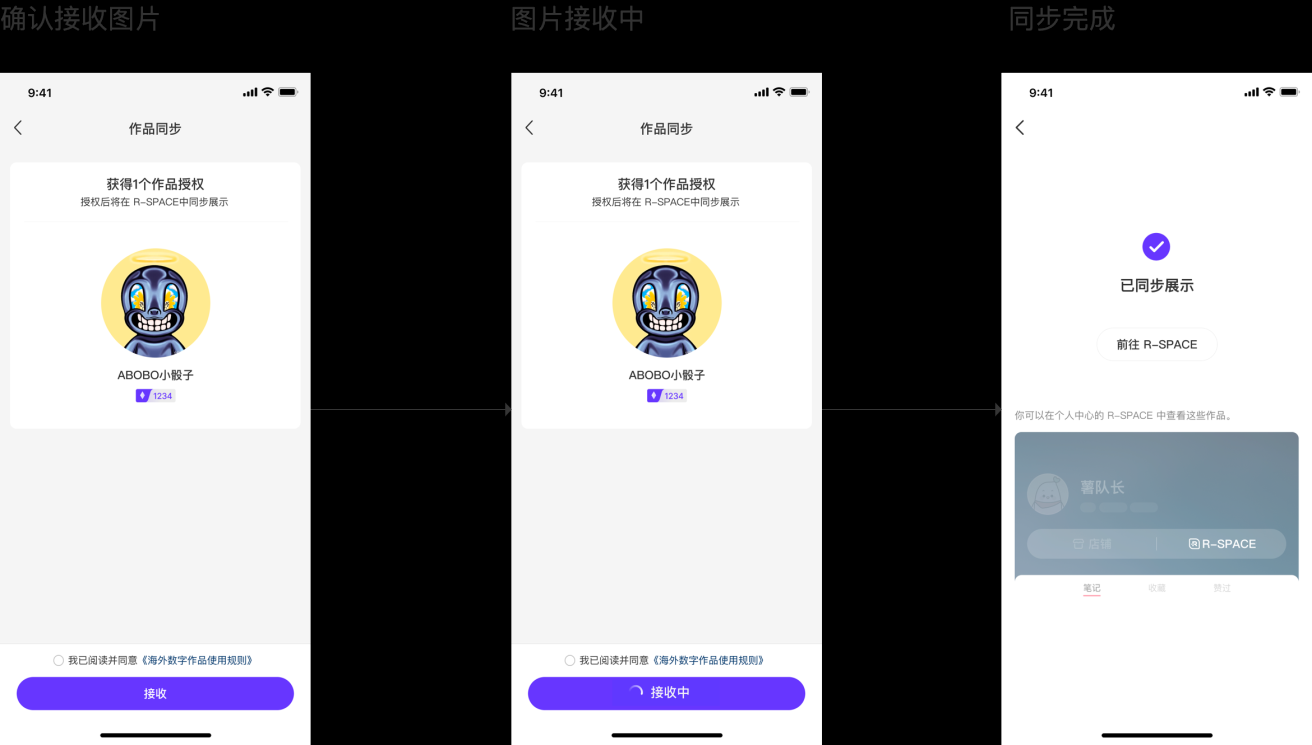 确认接收图片
图片接收中
同步完成
9:41
作品同步
获得1个作品授权
授权后将在 R-SPACE中同步展示
ABOBO小骰子
1234
我已阅读并同意《海外数字作品使用规则》
接收
9:41
作品同步
获得1个作品授权
授权后将在 R-SPACE中同步展示
ABOBO小骰子
1234
我已阅读并同意《海外数字作品使用规则》
接收中
9:41
已同步展示
前往 R-SPACE
你可以在个人中心的 R-SPACE 中查看这些作品。
薯队长
店铺
R-SPACE
笔记
收藏
赞过